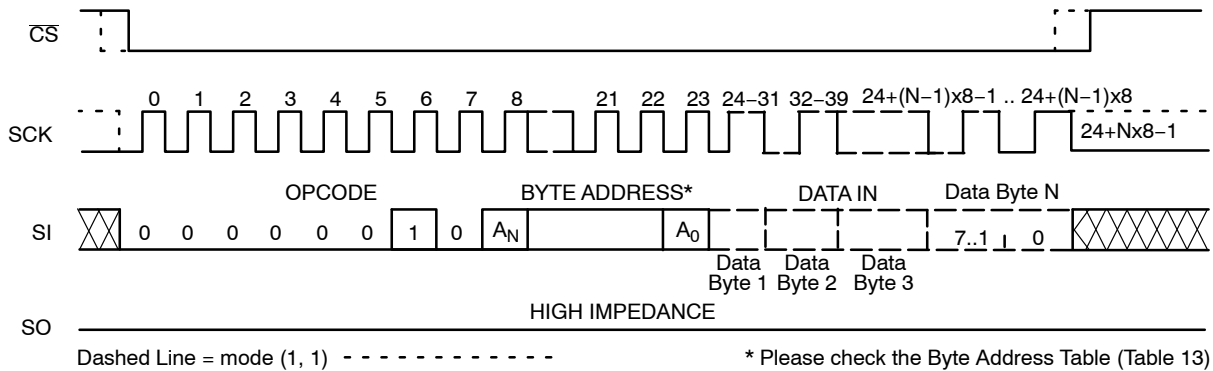 CS
SCK
0 1 2 3 4 5 6 7 8 21 22 23 24−31 32−39 24+(N−1)x8−1 .. 24+(N−1)x8
24+Nx8−1
OPCODE BYTE ADDRESS* DATA IN Data Byte N
SI
0 0 0 0 0 0 1 0 AN A0 7..1 0
Data Byte 1
Data Byte 2
Data Byte 3
HIGH IMPEDANCE
SO
Dashed Line = mode (1, 1)
* Please check the Byte Address Table (Table 13)